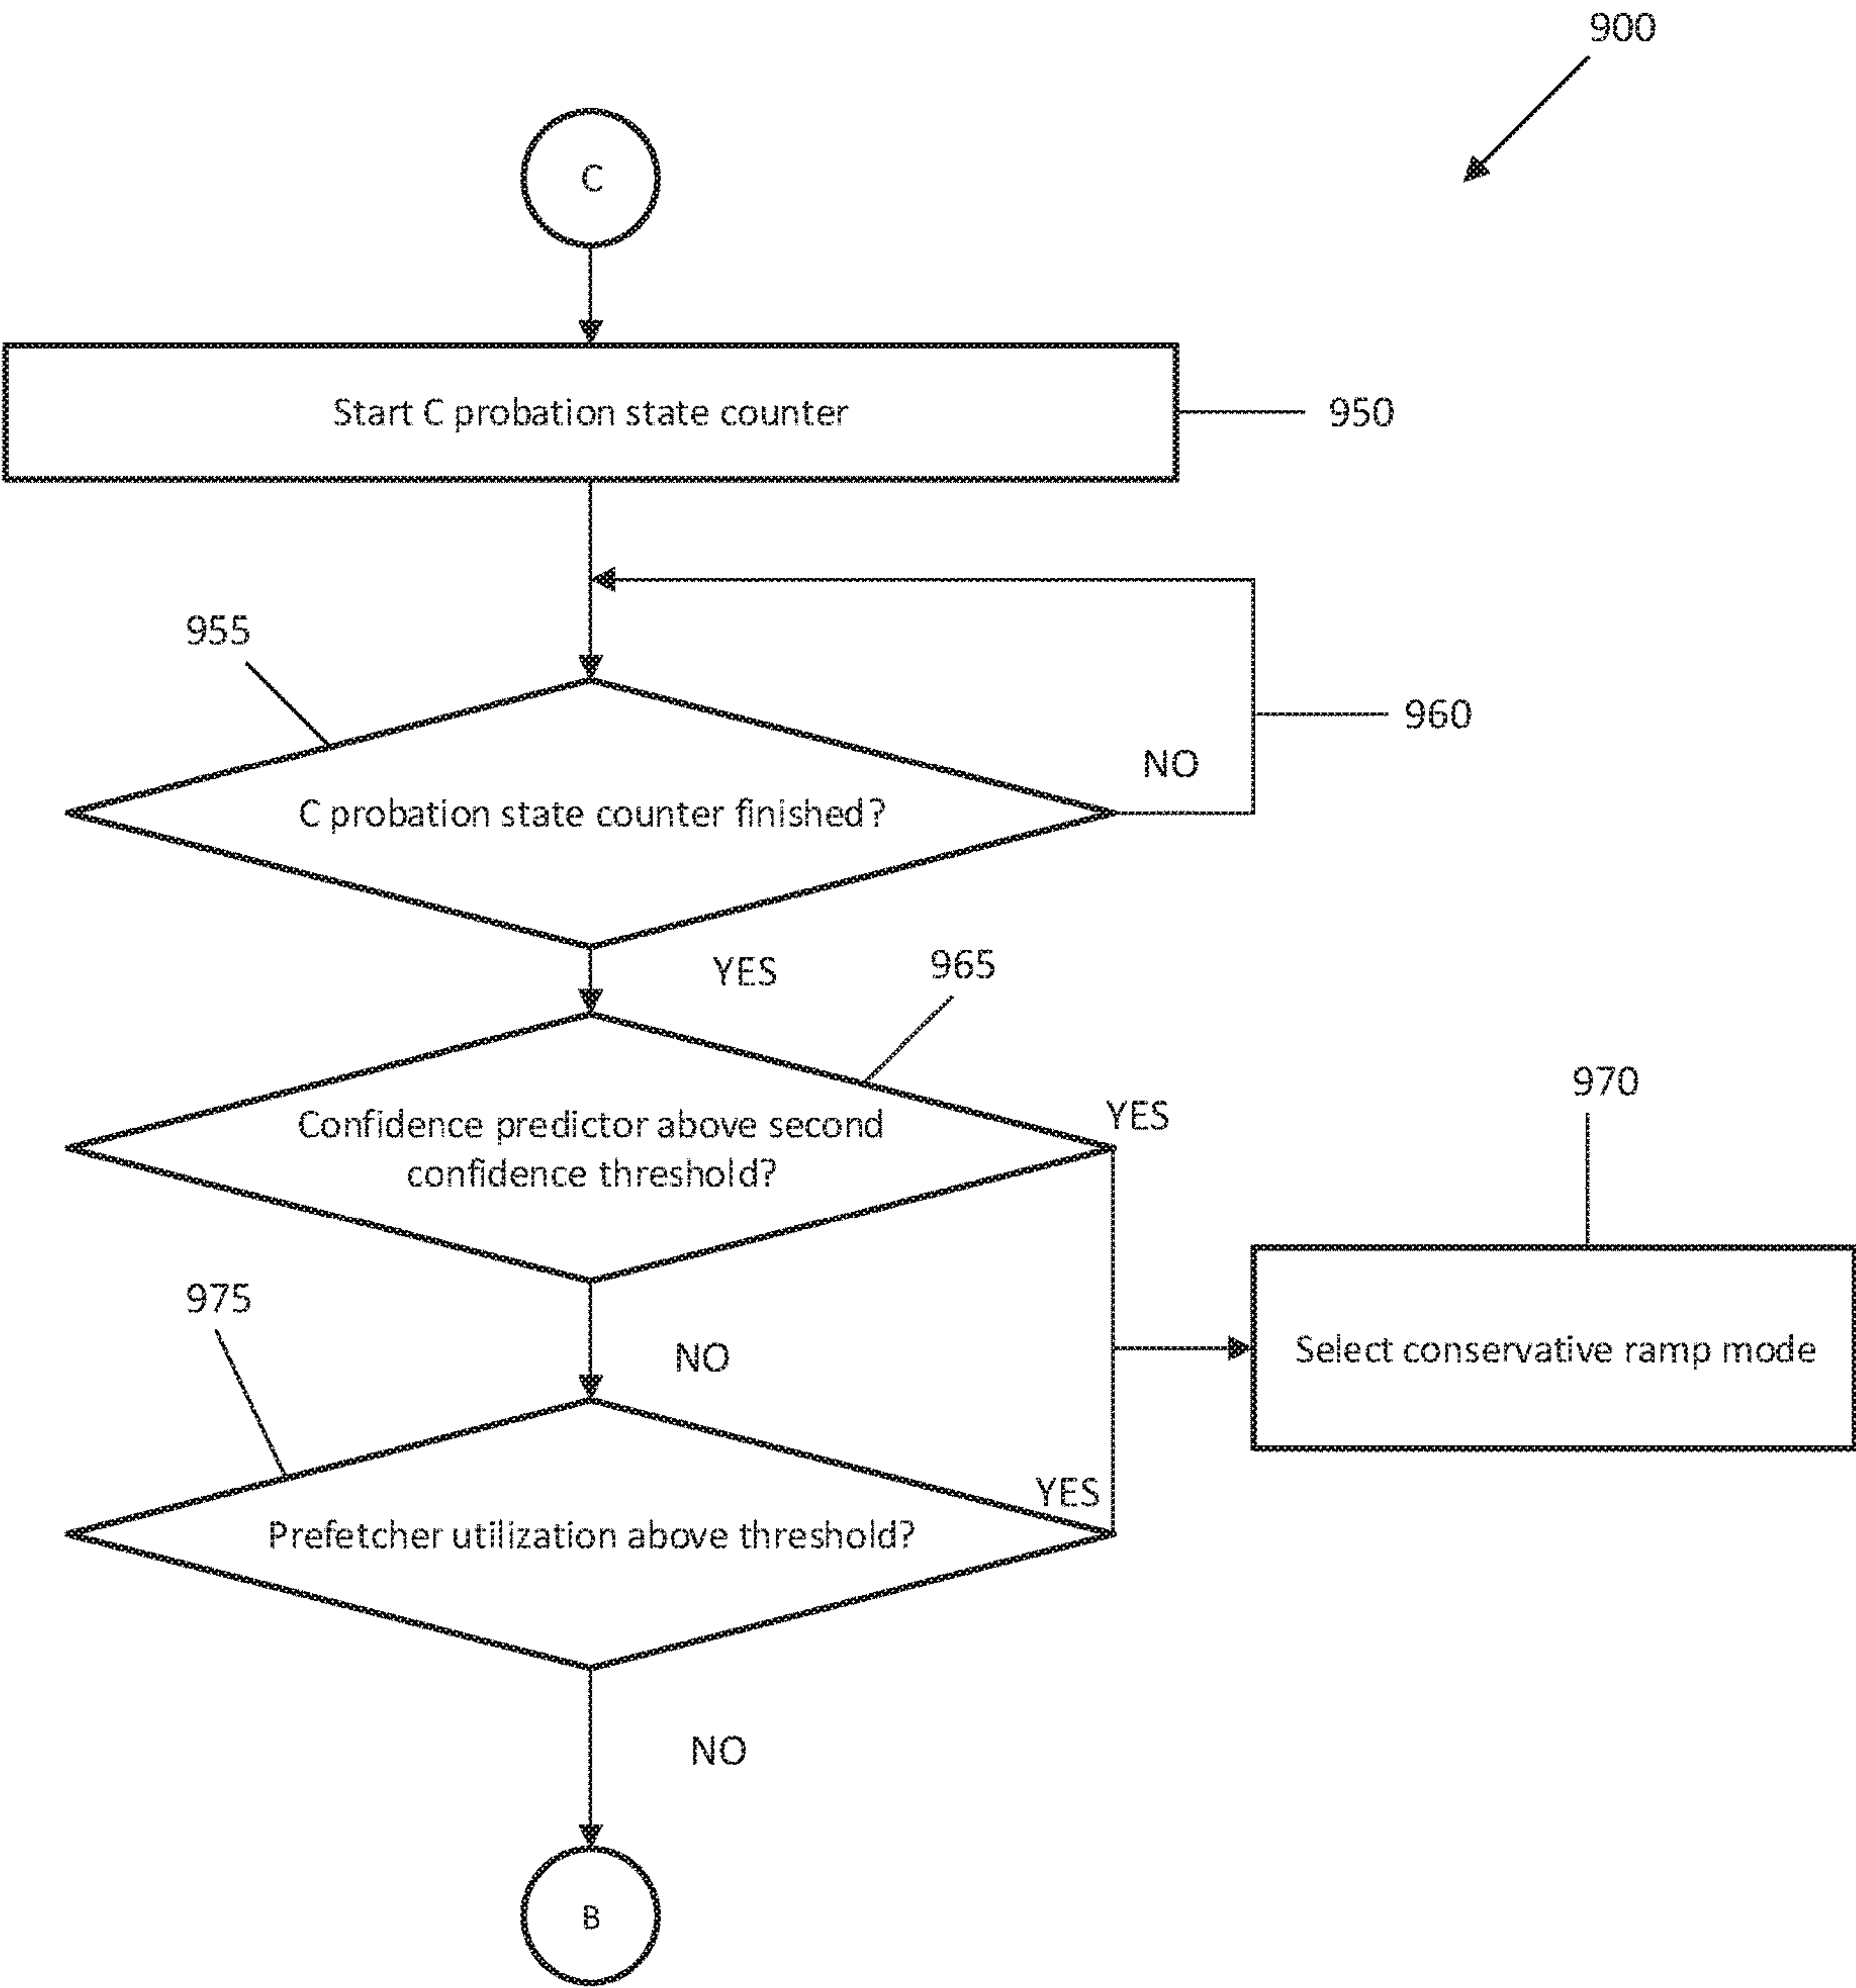 900
C
Start C probation state counter
950
955
960
NO
C probation state counter finished?
YES
965
Confidence predictor above second
confidence threshold?
YES
970
975
NO
Select conservative ramp mode
YES
Prefetcher utilization above threshold?
NO
B